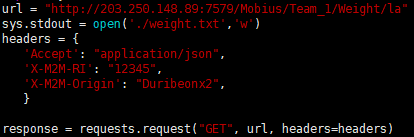 url = "http://203.250.148.89:7579/Mobius/Team_1/Weight/la"
sys.stdout = open('./weight.txt','w')
headers = {
    'Accept': "application/json",
    'X-M2M-RI': "12345",
    'X-M2M-Origin': "Duribeonx2",
    }
response = requests.request("GET", url, headers=headers)